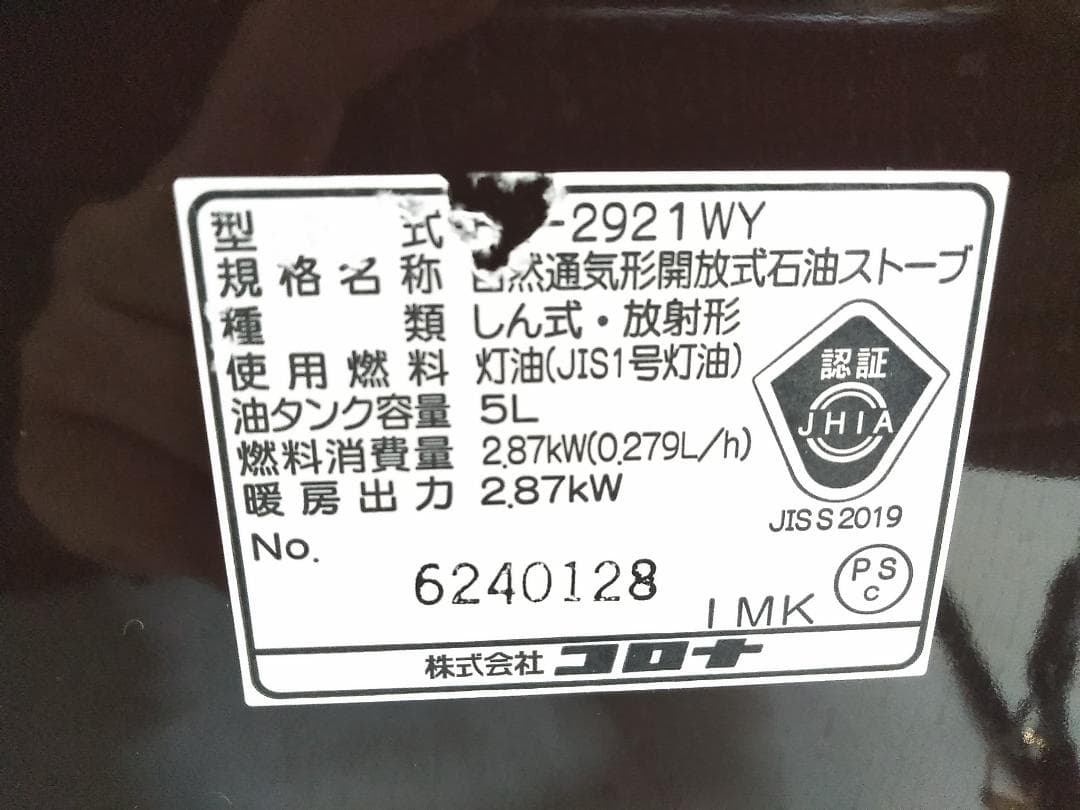 型式 -2921WY
規格名称 自然通気形開放式石油ストーブ
種類 しん式・放射形
使用燃料 灯油(JIS1号灯油)
油タンク容量 5L
燃料消費量 2.87kW(0.279L/h)
暖房出力 2.87kW
認証
JHIA
JIS S 2019
No.
6240128
IMK
PS
C
株式会社コロナ